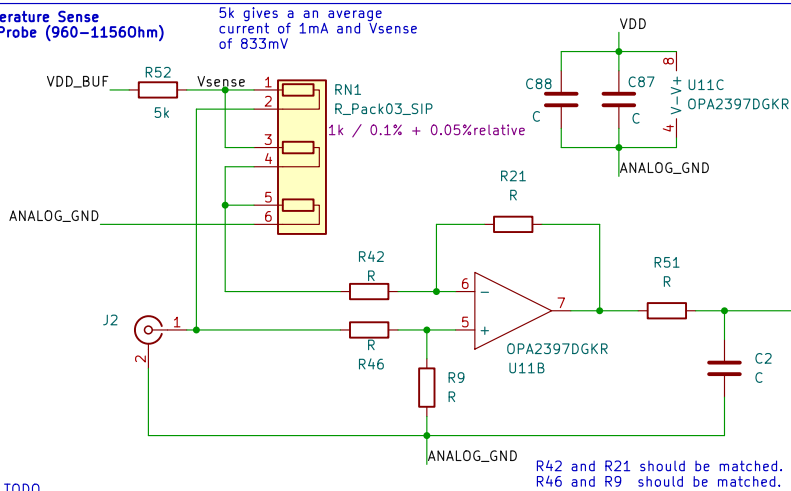 erature Sense
Probe (960-1156Ohm)
5k gives a an average
current of 1mA and Vsense
of 833mV
VDD
VDD_BUF
R52
5k
Vsense
1
2
3
4
5
6
RN1
R_Pack03_SIP
1k / 0.1% + 0.05%relative
C88
C
C87
C
8
V+
V-
4
U11C
OPA2397DGKR
ANALOG_GND
ANALOG_GND
R21
R
R42
R
6
-
5
+
7
R51
R
J2
1
2
R
R46
OPA2397DGKR
U11B
R9
R
C2
C
ANALOG_GND
R42 and R21 should be matched.
R46 and R9 should be matched.
TODO